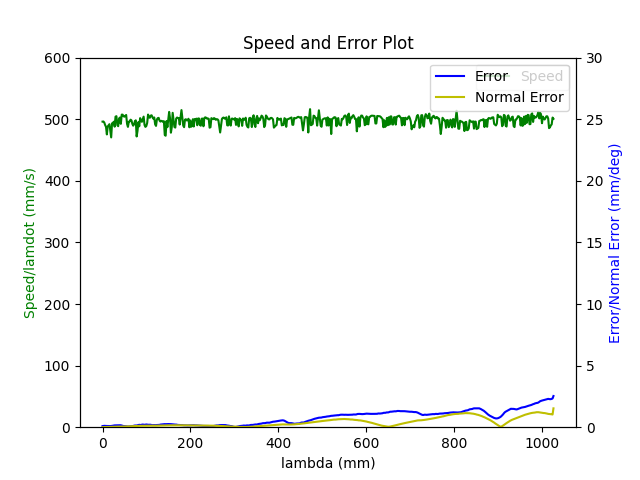 Speed and Error Plot
Error
Speed
Normal Error
600
500
400
300
200
100
0
30
25
20
15
10
5
0
0
200
400
600
800
1000
Speed/lamdot (mm/s)
Error/Normal Error (mm/deg)
lambda (mm)